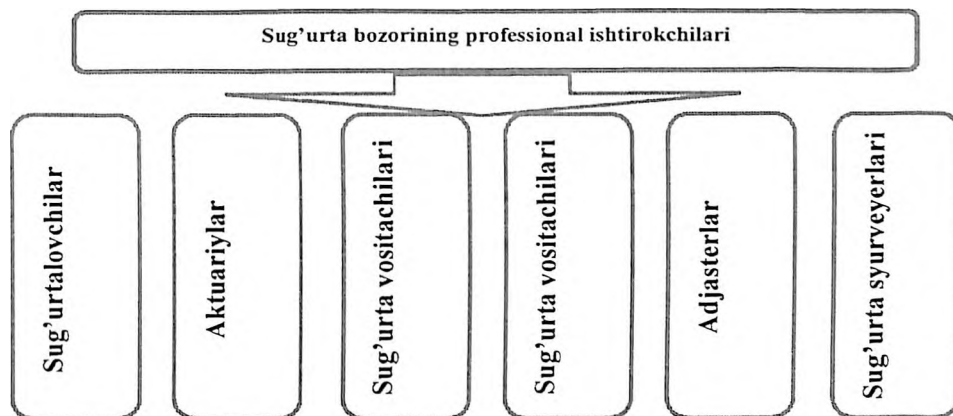 Sug'urta bozorining professional ishtirokchilari
Sug'urtalovchilar
Aktuariylar
Sug'urta vositachilari
Sug'urta vositachilari
Adjasterlar
Sug'urta syurveyerlari